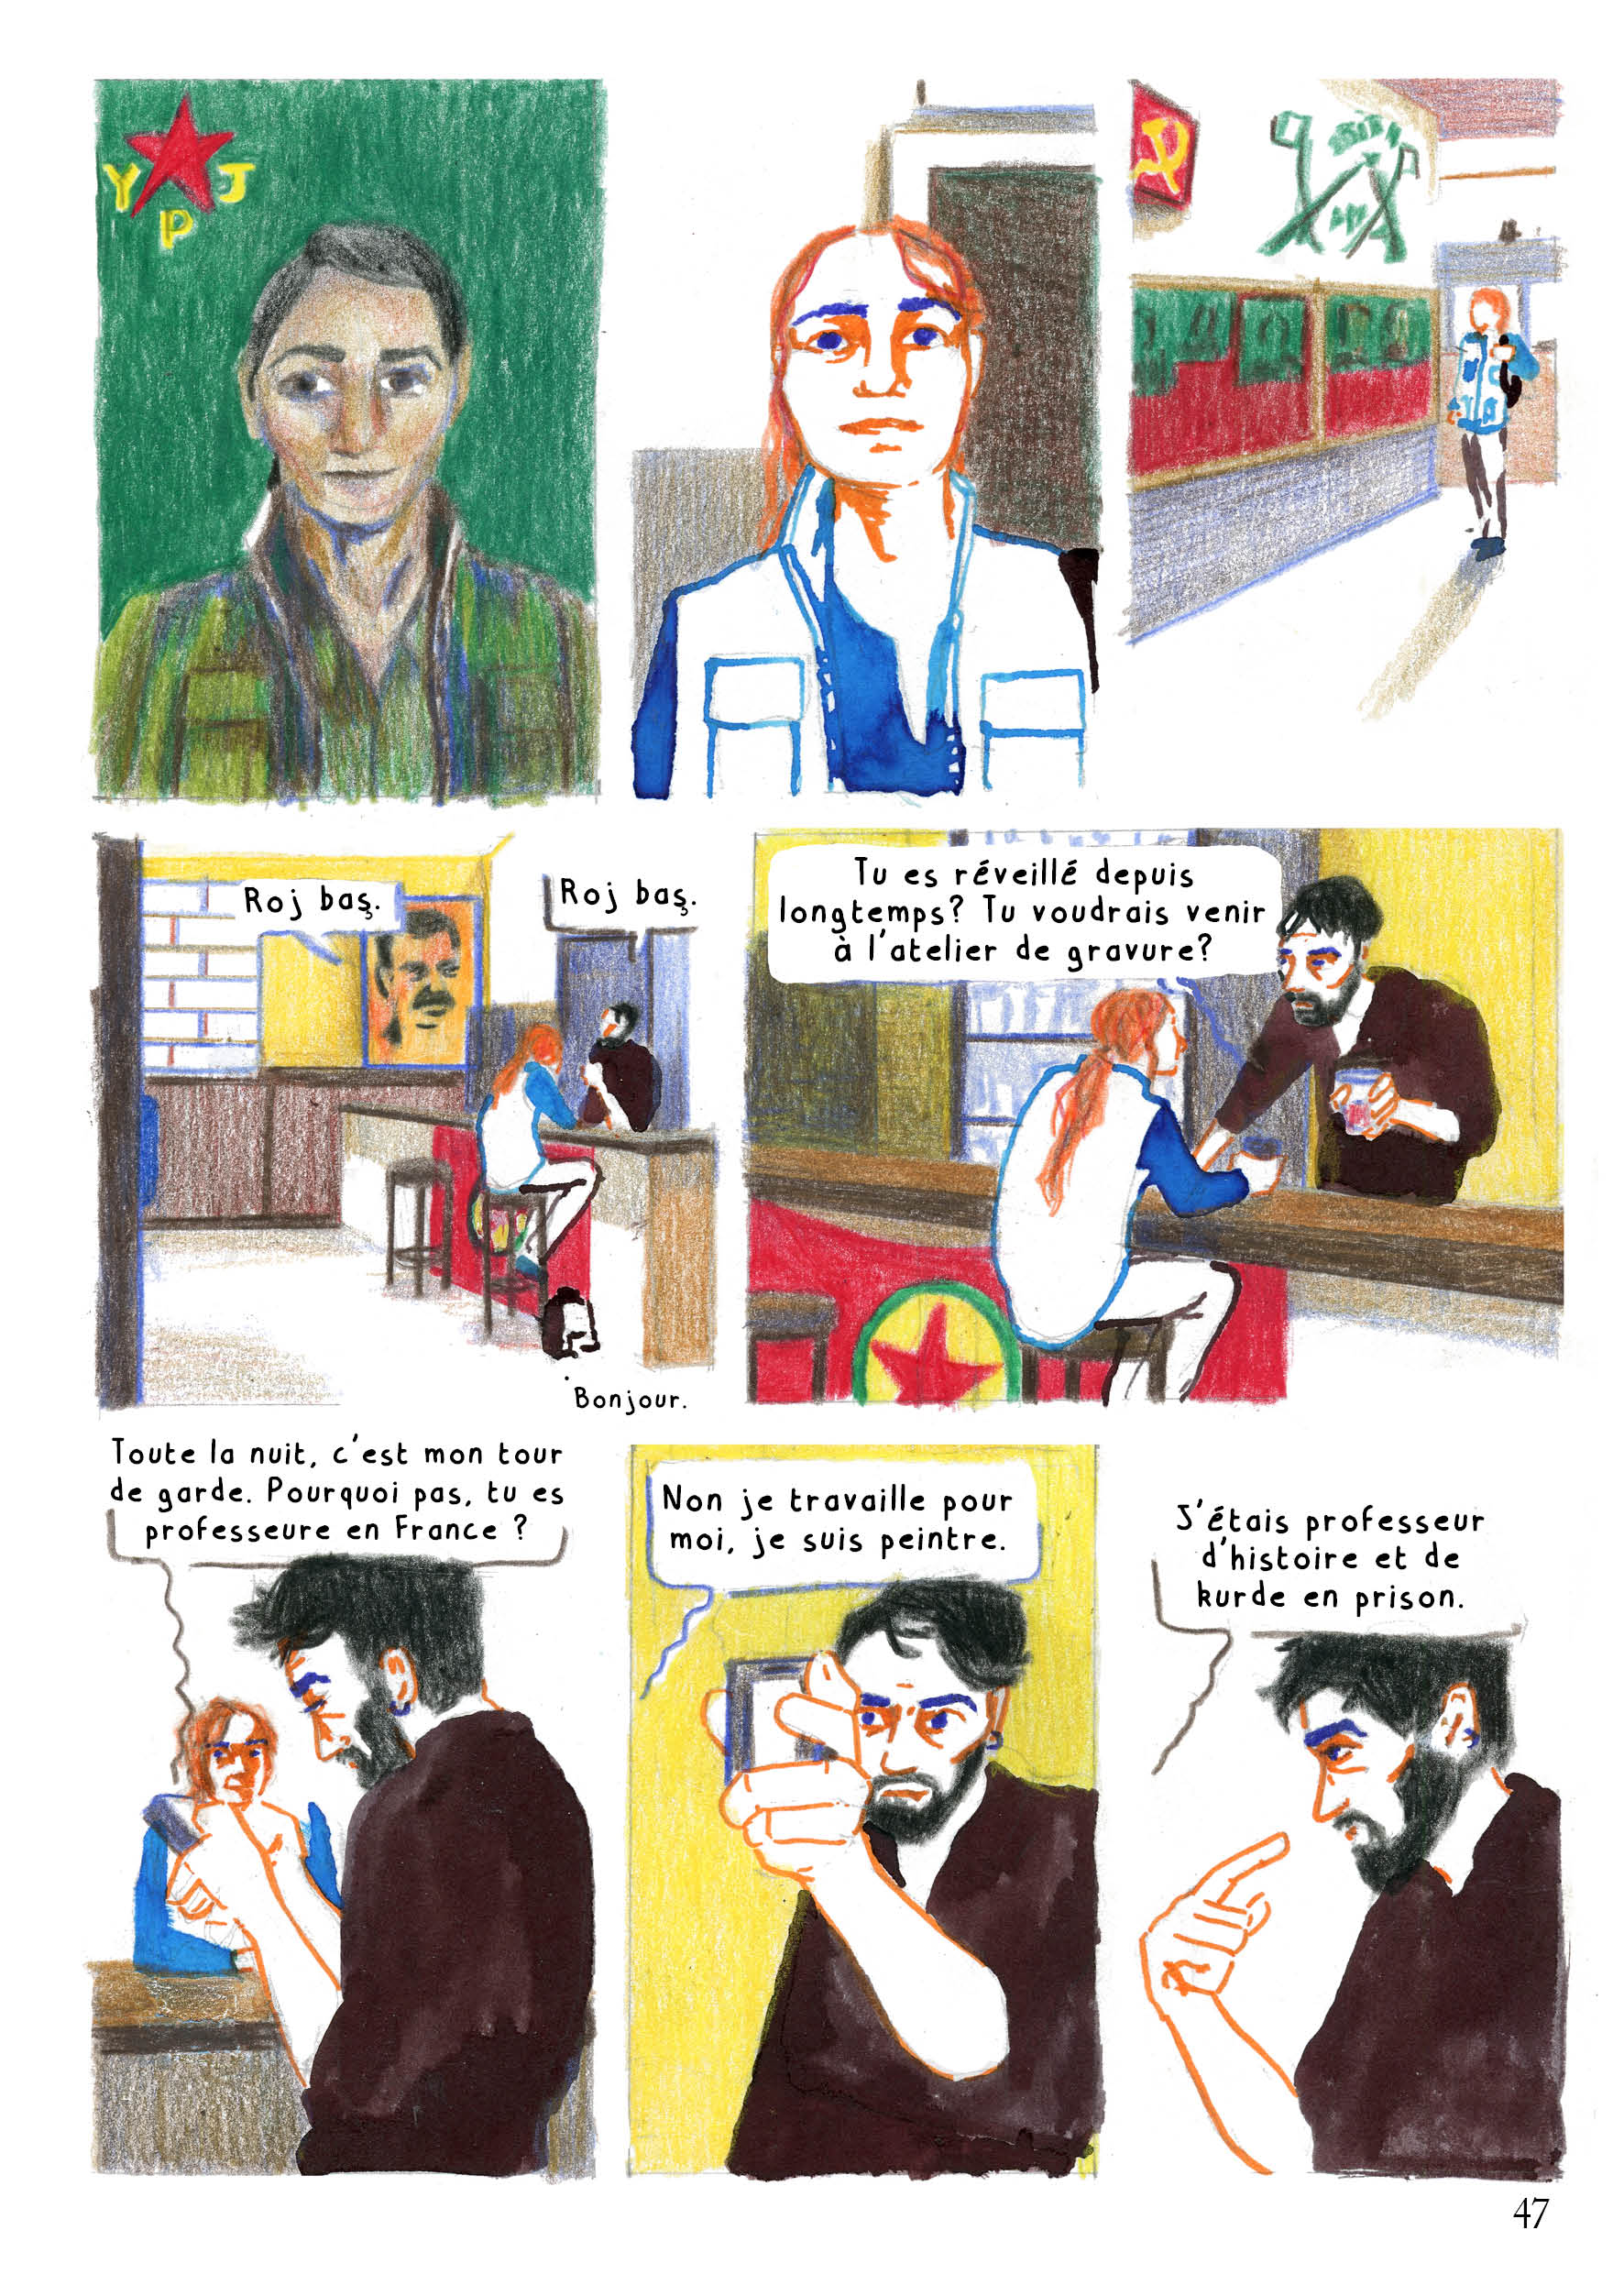 Y P J
Roj baş.
Roj baş.
Bonjour.
Tu es réveillé depuis
longtemps? Tu voudrais venir
à l'atelier de gravure?
Toute la nuit, c'est mon tour
de garde. Pourquoi pas, tu es
professeure en France ?
Non je travaille pour
moi, je suis peintre.
J'étais professeur
d'histoire et de
kurde en prison.
47